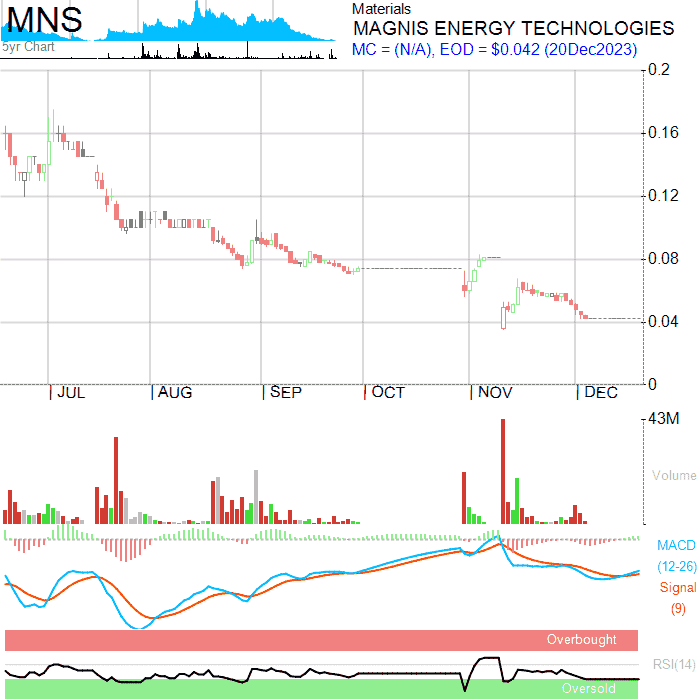 MNS
5yr Chart
Materials
MAGNIS ENERGY TECHNOLOGIES
MC = (N/A), EOD = $0.042 (20Dec2023)
0.2
0.16
0.12
0.08
0.04
0
JUL
AUG
SEP
OCT
NOV
DEC
43M
Volume
MACD
(12-26)
Signal
(9)
Overbought
RSI(14)
Oversold